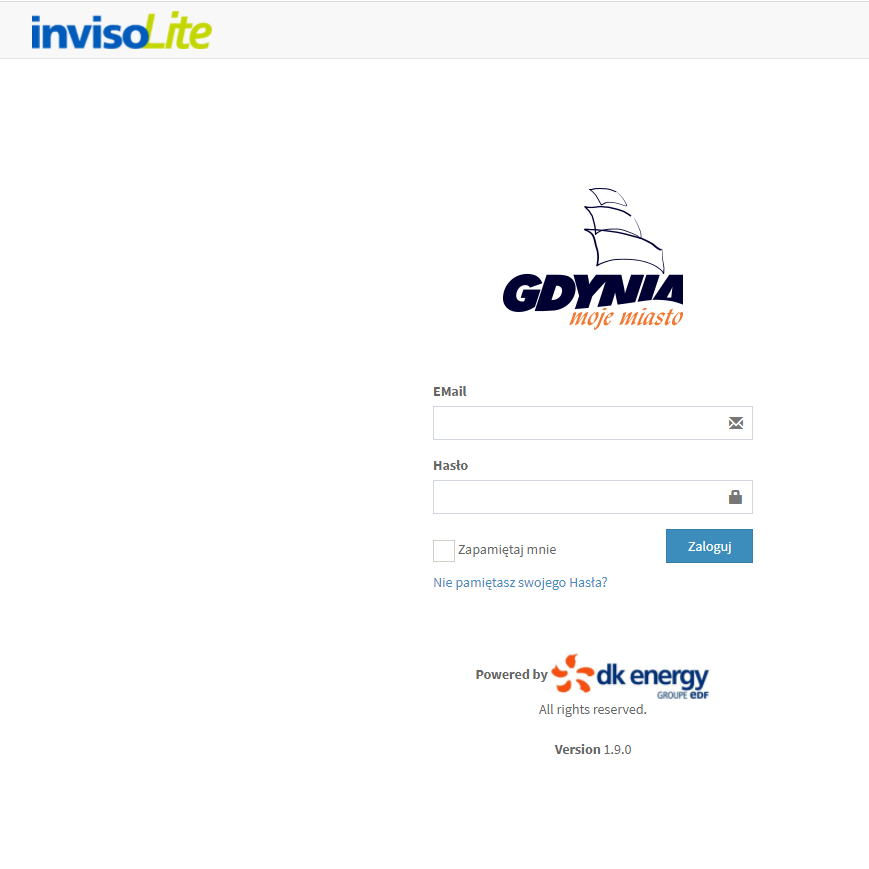 invisoLite
GDYNIA
moje miasto
EMail
Hasło
Zapamiętaj mnie
Zaloguj
Nie pamiętasz swojego Hasła?
Powered by dk energy
GROUPE EDF
All rights reserved.
Version 1.9.0